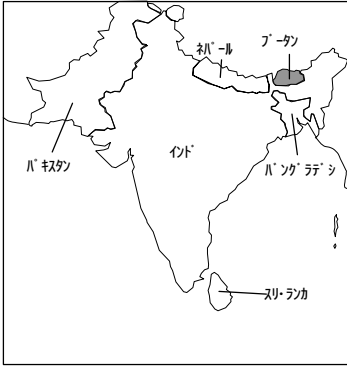 ﾈﾊﾟｰﾙ
ﾌﾞｰﾀﾝ
ﾊﾟｷｽﾀﾝ
ｲﾝﾄﾞ
ﾊﾞﾝｸﾞﾗﾃﾞｼ
ｽﾘ･ﾗﾝｶ